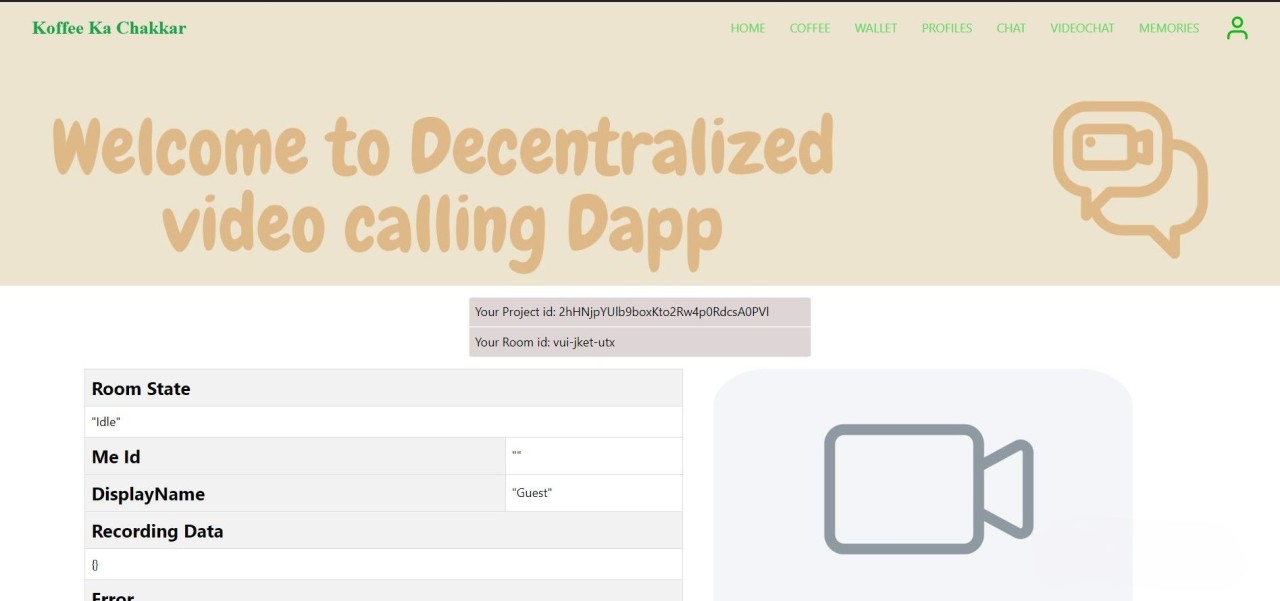 Koffee Ka Chakkar
HOME COFFEE WALLET PROFILES CHAT VIDEOCHAT MEMORIES
Welcome to Decentralized
video calling Dapp
Your Project id: 2hHNjpYUlb9boxKto2Rw4p0RdcsA0PVl
Your Room id: vui-jket-utx
Room State
"Idle"
Me Id ""
DisplayName "Guest"
Recording Data
{}
Error